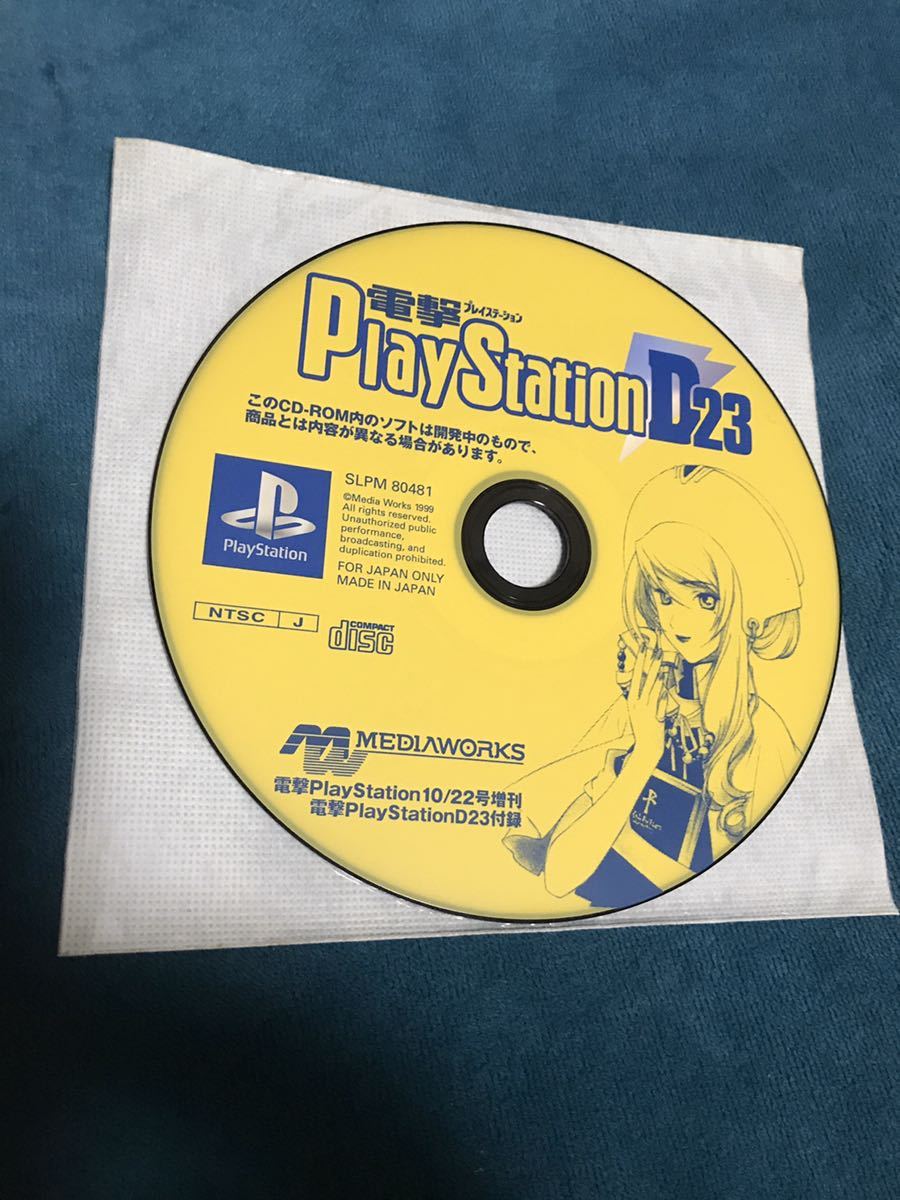 電撃プレイステーション
PlayStation D23
このCD-ROM内のソフトは開発中のもので、
商品とは内容が異なる場合があります。
PlayStation
SLPM 80481
©Media Works 1999
All rights reserved.
Unauthorized public
performance,
broadcasting, and
duplication prohibited.
FOR JAPAN ONLY
MADE IN JAPAN
NTSC J
COMPACT
disc
MW MEDIAWORKS
電撃PlayStation10/22号増刊
電撃PlayStationD23付録